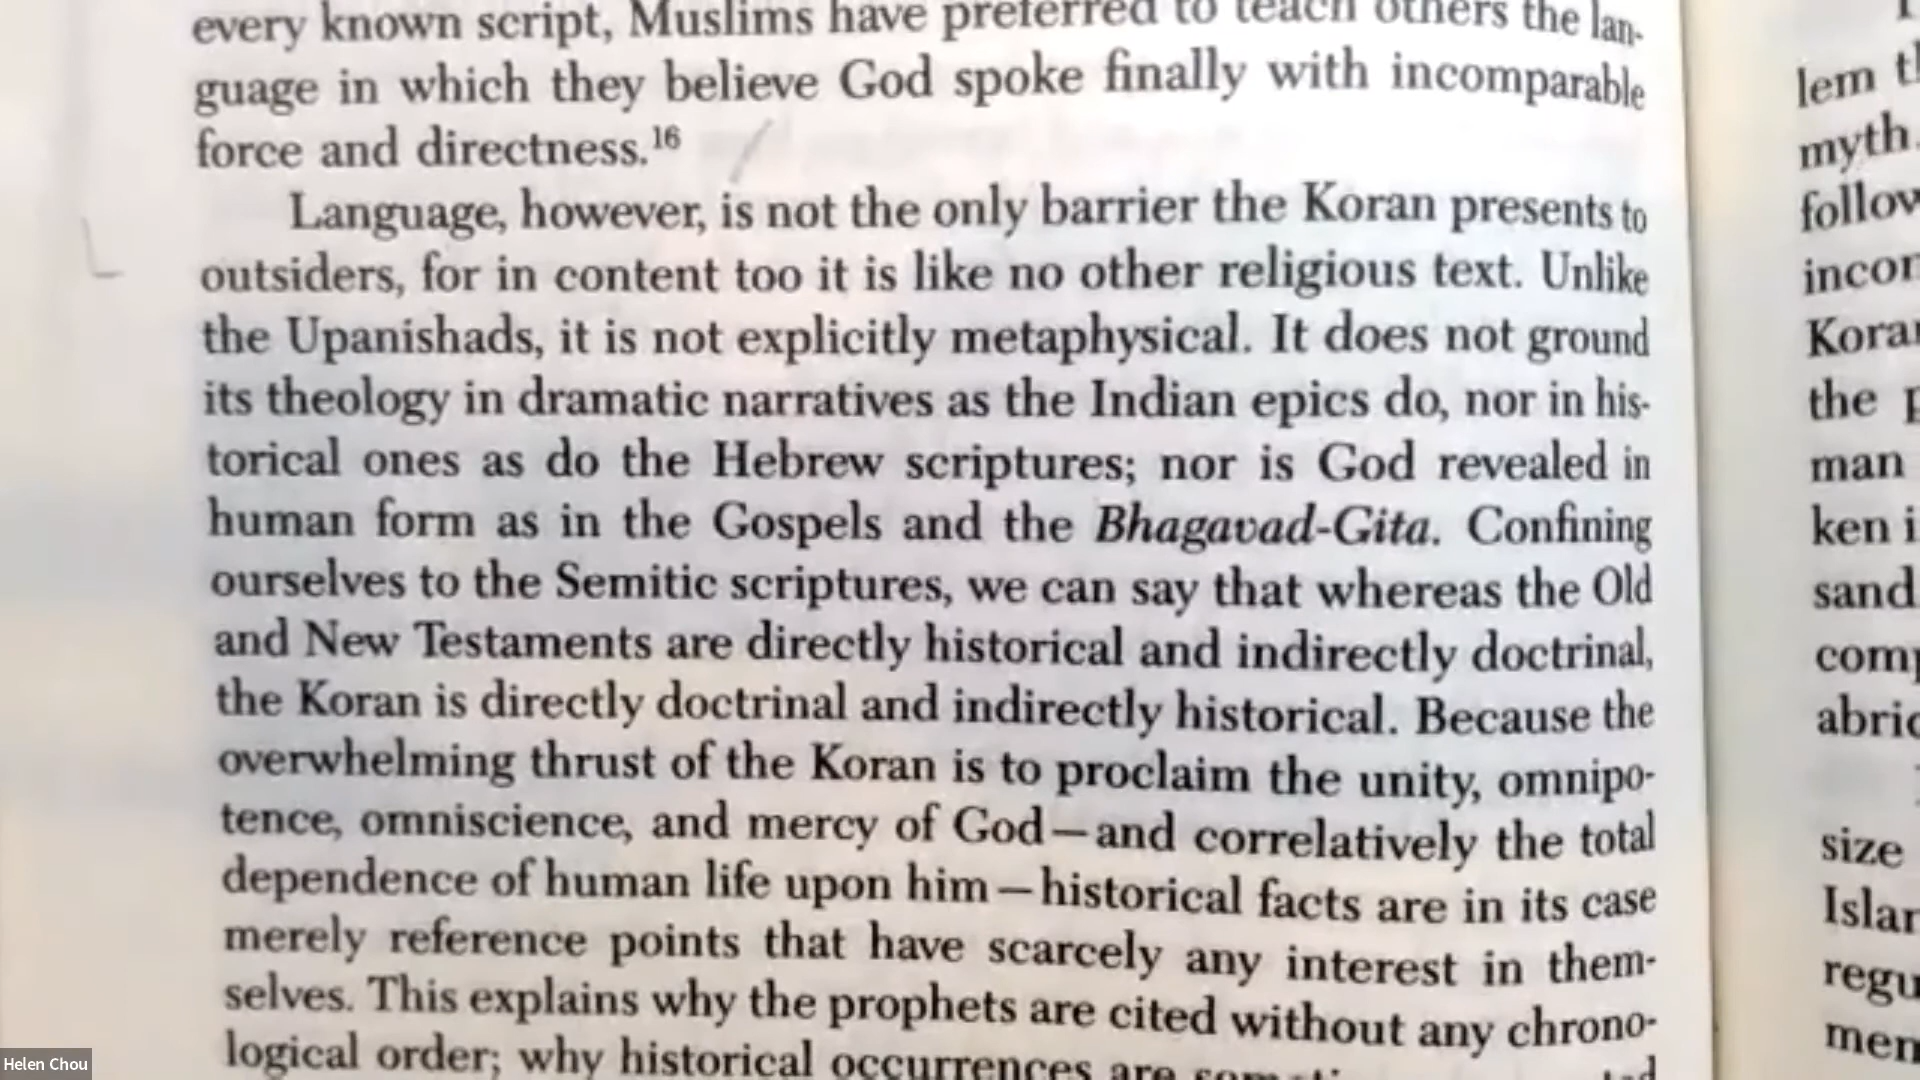 every known script, Muslims have preferred to teach others the lan-
guage in which they believe God spoke finally with incomparable
force and directness.16
Language, however, is not the only barrier the Koran presents to
outsiders, for in content too it is like no other religious text. Unlike
the Upanishads, it is not explicitly metaphysical. It does not ground
its theology in dramatic narratives as the Indian epics do, nor in his-
torical ones as do the Hebrew scriptures; nor is God revealed in
human form as in the Gospels and the Bhagavad-Gita. Confining
ourselves to the Semitic scriptures, we can say that whereas the Old
and New Testaments are directly historical and indirectly doctrinal,
the Koran is directly doctrinal and indirectly historical. Because the
overwhelming thrust of the Koran is to proclaim the unity, omnipo-
tence, omniscience, and mercy of God—and correlatively the total
dependence of human life upon him—historical facts are in its case
merely reference points that have scarcely any interest in them-
selves. This explains why the prophets are cited without any chrono-
logical order; why historical occurrences are
lem
myth.
the
man
ken
sand
size
Helen Chou